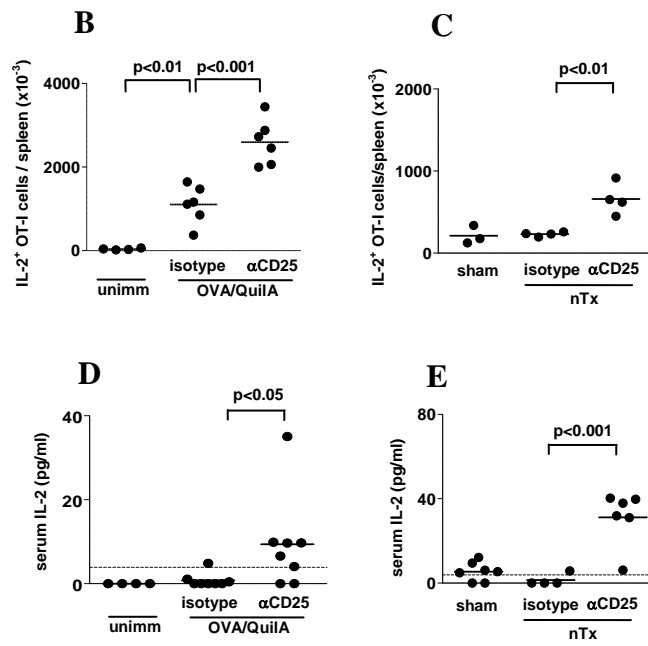 B
p<0.01 p<0.001
IL-2+ OT-I cells / spleen (x10-3)
4000
2000
0
isotype αCD25
unimm OVA/QuilA
C
p<0.01
IL-2+ OT-I cells/spleen (x10-3)
2000
1000
0
sham isotype αCD25
nTx
D
p<0.05
serum IL-2 (pg/ml)
40
20
0
isotype αCD25
unimm OVA/QuilA
E
p<0.001
serum IL-2 (pg/ml)
80
40
0
sham isotype αCD25
nTx